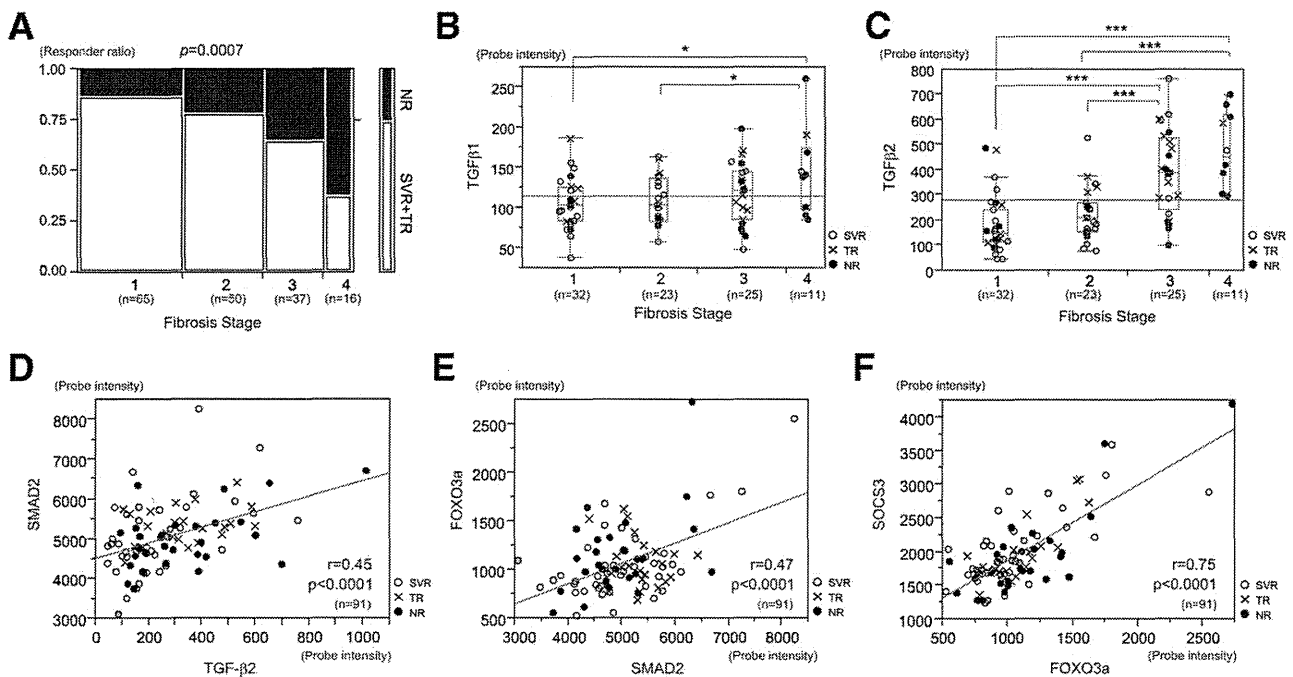 A
(Responder ratio)
p=0.0007
1.00
0.75
0.50
0.25
0.00
NR
SVR+TR
1
2
3
4
(n=65)
(n=50)
(n=37)
(n=16)
Fibrosis Stage
B
(Probe intensity)
*
*
TGFβ1
250
200
150
100
50
SVR
TR
NR
1
2
3
4
(n=32)
(n=23)
(n=25)
(n=11)
Fibrosis Stage
C
(Probe intensity)
***
***
***
***
TGFβ2
800
700
600
500
400
300
200
100
0
SVR
TR
NR
1
2
3
4
(n=32)
(n=23)
(n=25)
(n=11)
Fibrosis Stage
D
(Probe intensity)
SMAD2
8000
7000
6000
5000
4000
3000
r=0.45
p<0.0001
(n=91)
SVR
TR
NR
0
200
400
600
800
1000
(Probe intensity)
TGF-β2
E
(Probe intensity)
FOXO3a
2500
2000
1500
1000
500
r=0.47
p<0.0001
(n=91)
SVR
TR
NR
3000
4000
5000
6000
7000
8000
(Probe intensity)
SMAD2
F
(Probe intensity)
SOCS3
4000
3500
3000
2500
2000
1500
1000
r=0.75
p<0.0001
(n=91)
SVR
TR
NR
500
1000
1500
2000
2500
(Probe intensity)
FOXO3a